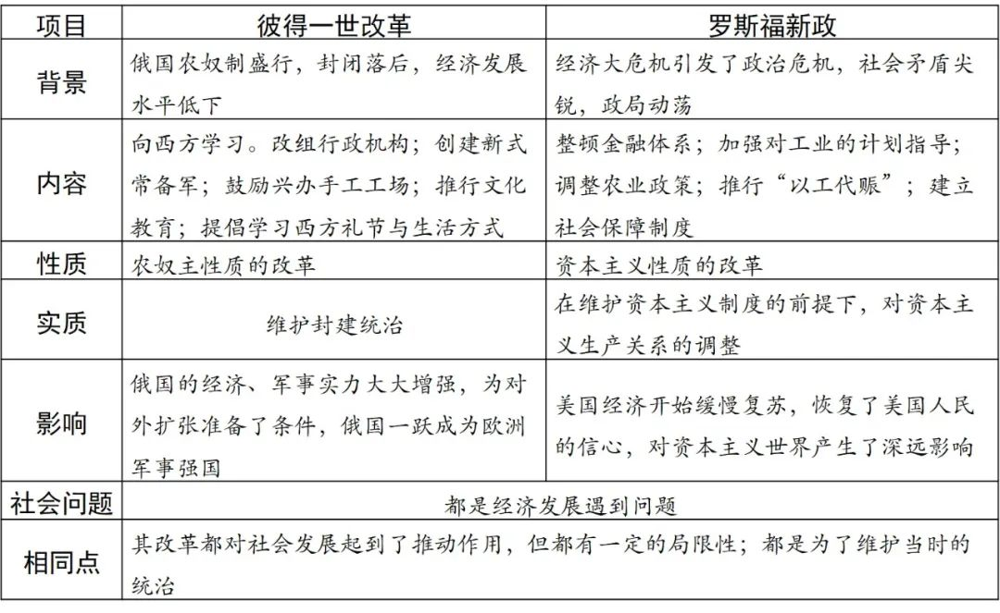 项目 彼得一世改革 罗斯福新政
背景
俄国农奴制盛行，封闭落后，经济发展
水平低下
经济大危机引发了政治危机，社会矛盾尖
锐，政局动荡
内容
向西方学习。改组行政机构；创建新式
常备军；鼓励兴办手工工场；推行文化
教育；提倡学习西方礼节与生活方式
整顿金融体系；加强对工业的计划指导；
调整农业政策；推行“以工代赈”；建立
社会保障制度
性质 农奴主性质的改革 资本主义性质的改革
实质
维护封建统治
在维护资本主义制度的前提下，对资本主
义生产关系的调整
影响
俄国的经济、军事实力大大增强，为对
外扩张准备了条件，俄国一跃成为欧洲
军事强国
美国经济开始缓慢复苏，恢复了美国人民
的信心，对资本主义世界产生了深远影响
社会问题 都是经济发展遇到问题
相同点
其改革都对社会发展起到了推动作用，但都有一定的局限性；都是为了维护当时的
统治